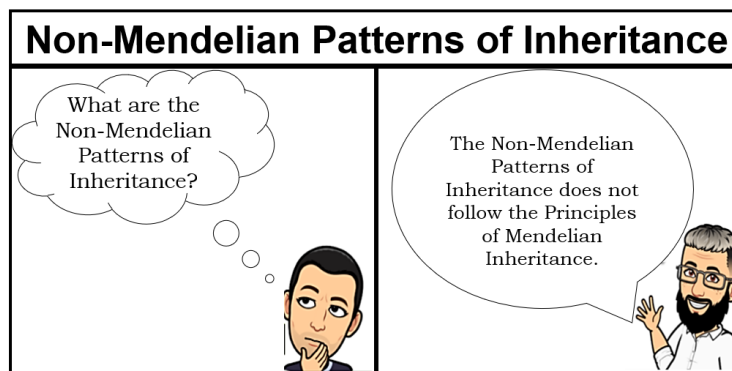 Non-Mendelian Patterns of Inheritance
What are the
Non-Mendelian
Patterns of
Inheritance?
The Non-Mendelian
Patterns of
Inheritance does not
follow the Principles
of Mendelian
Inheritance.